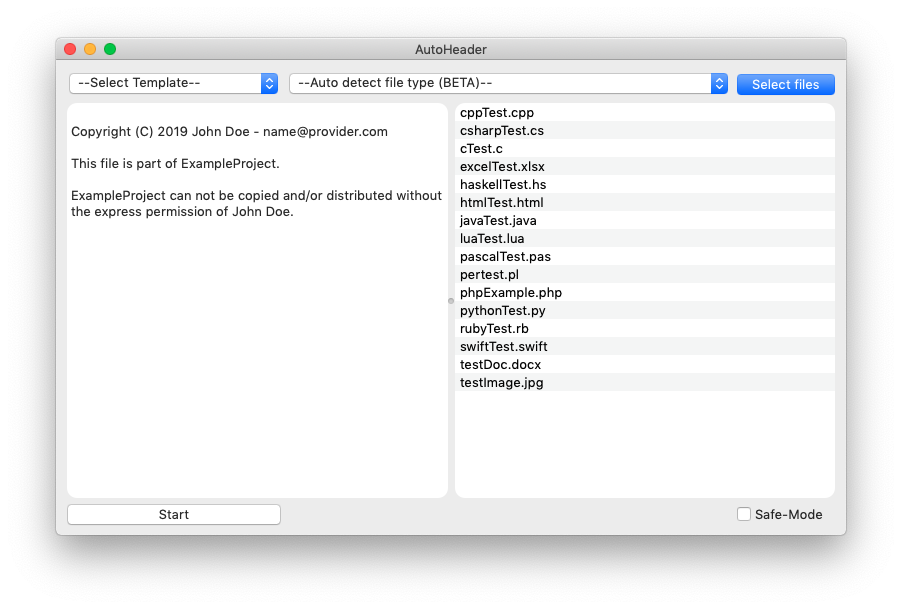 AutoHeader
--Select Template--
--Auto detect file type (BETA)--
Select files
Copyright (C) 2019 John Doe - name@provider.com
This file is part of ExampleProject.
ExampleProject can not be copied and/or distributed without
the express permission of John Doe.
cppTest.cpp
csharpTest.cs
cTest.c
excelTest.xlsx
haskellTest.hs
htmlTest.html
javaTest.java
luaTest.lua
pascalTest.pas
pertest.pl
phpExample.php
pythonTest.py
rubyTest.rb
swiftTest.swift
testDoc.docx
testImage.jpg
Start
Safe-Mode